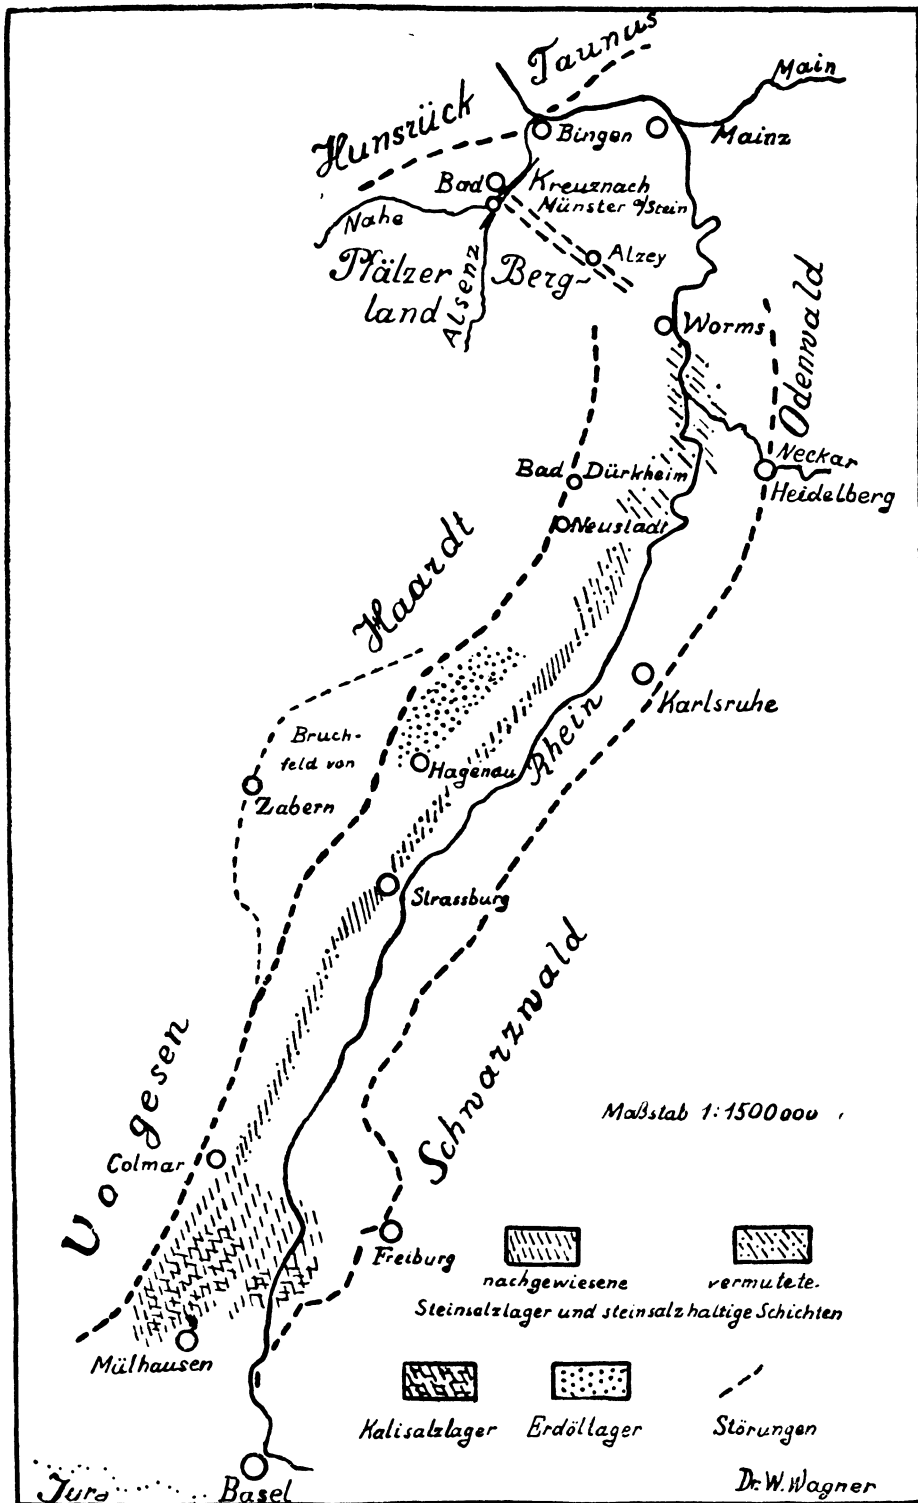 Taunus
Main
Hunsrück
Bingen
Mainz
Bad Kreuznach
Münster a/Stein
Nahe
Alzey
Pfälzer Berg-
land
Alsenz
Worms
Odenwald
Neckar
Bad Dürkheim
Heidelberg
Neustadt
Haardt
Karlsruhe
Rhein
Bruch-
feld von
Zabern
Hagenau
Strassburg
Schwarzwald
Vogesen
Maßstab 1:1500000
Colmar
Freiburg
nachgewiesene vermutete
Steinsalzlager und steinsalzhaltige Schichten
Mülhausen
Kalisalzlager Erdöllager Störungen
Jura
Basel
Dr. W. Wagner